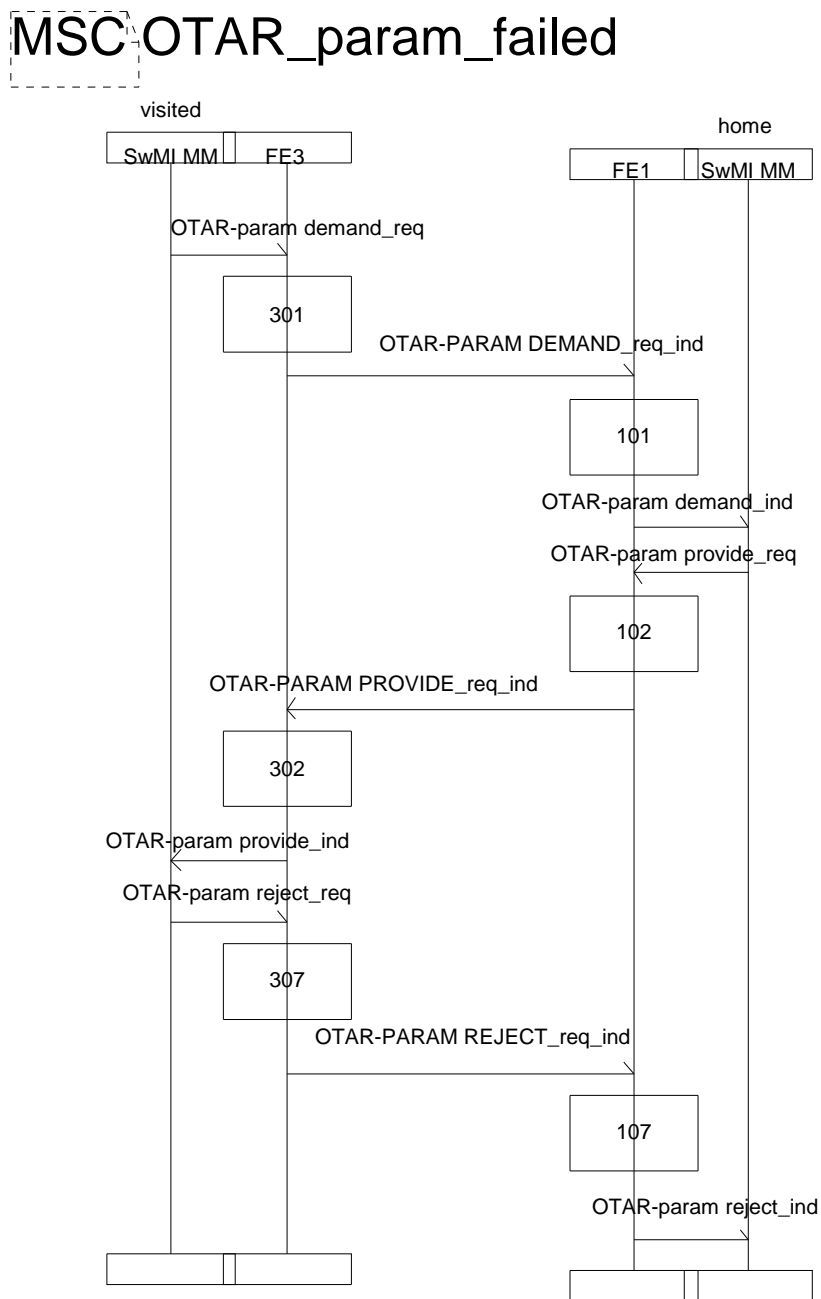 MSC OTAR_param_failed
visited
home
SwMI MM
FE3
FE1
SwMI MM
OTAR-param demand_req
301
OTAR-PARAM DEMAND_req_ind
101
OTAR-param demand_ind
OTAR-param provide_req
102
OTAR-PARAM PROVIDE_req_ind
302
OTAR-param provide_ind
OTAR-param reject_req
307
OTAR-PARAM REJECT_req_ind
107
OTAR-param reject_ind